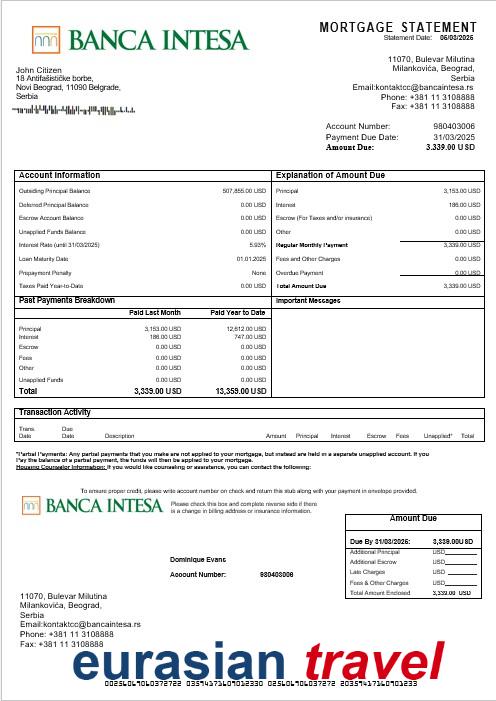 BANCA INTESA
MORTGAGE STATEMENT
Statement Date: 06/03/2026
John Citizen
18 Antifašističke borbe,
Novi Beograd, 11090 Belgrade,
Serbia
11070, Bulevar Milutina
Milankovića, Beograd,
Serbia
Email:kontaktcc@bancaintesa.rs
Phone: +381 11 3108888
Fax: +381 11 3108888
Account Number: 980403006
Payment Due Date: 31/03/2025
Amount Due: 3,339.00 USD
Account Information
Outsiding Principal Balance 507,855.00 USD
Deferred Principal Balance 0.00 USD
Escrow Account Balance 0.00 USD
Unapplied Funds Balance 0.00 USD
Interest Rate (until 31/03/2025) 5.93%
Loan Maturity Date 01.01.2025
Prepayment Penalty None
Taxes Paid Year-to-Date 0.00 USD
Explanation of Amount Due
Principal 3,153.00 USD
Interest 186.00 USD
Escrow (For Taxes and/or insurance) 0.00 USD
Other 0.00 USD
Regular Monthly Payment 3,339.00 USD
Fees and Other Charges 0.00 USD
Overdue Payment 0.00 USD
Total Amount Due 3,339.00 USD
Past Payments Breakdown
Paid Last Month Paid Year to Date
Principal 3,153.00 USD 12,612.00 USD
Interest 186.00 USD 747.00 USD
Escrow 0.00 USD 0.00 USD
Fees 0.00 USD 0.00 USD
Other 0.00 USD 0.00 USD
Unapplied Funds 0.00 USD 0.00 USD
Total 3,339.00 USD 13,359.00 USD
Important Messages
Transaction Activity
Trans. Date Due Date Description Amount Principal Interest Escrow Fees Unapplied* Total
*Partial Payments: Any partial payments that you make are not applied to your mortgage, but instead are held in a separate unapplied account. If you
Pay the balance of a partial payment, the funds will then be applied to your mortgage.
Housing Counselor Information: If you would like counseling or assistance, you can contact the following:
To ensure proper credit, please write account number on check and return this stub along with your payment in envelope provided.
BANCA INTESA
Please check this box and complete reverse side if there
is a change in billing address or insurance information.
Amount Due
Due By 31/03/2026: 3,339.00USD
Additional Principal USD
Additional Escrow USD
Late Charges USD
Fees & Other Charges USD
Total Amount Enclosed 3,339.00 USD
Dominique Evans
Account Number: 980403006
11070, Bulevar Milutina
Milankovića, Beograd,
Serbia
Email:kontaktcc@bancaintesa.rs
Phone: +381 11 3108888
Fax: +381 11 3108888
eurasian travel